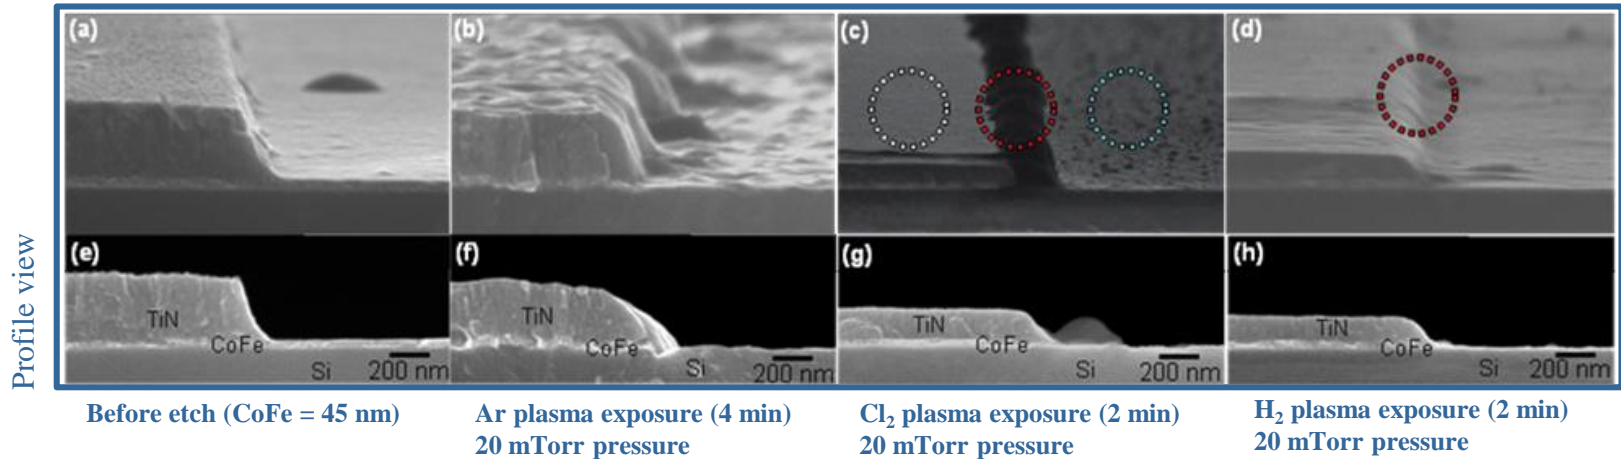 (a)
(b)
(c)
(d)
Profile view
(e)
TiN
CoFe
Si
200 nm
(f)
TiN
CoFe
Si
200 nm
(g)
TiN
CoFe
Si
200 nm
(h)
TiN
CoFe
Si
200 nm
Before etch (CoFe = 45 nm)
Ar plasma exposure (4 min)
20 mTorr pressure
Cl₂ plasma exposure (2 min)
20 mTorr pressure
H₂ plasma exposure (2 min)
20 mTorr pressure